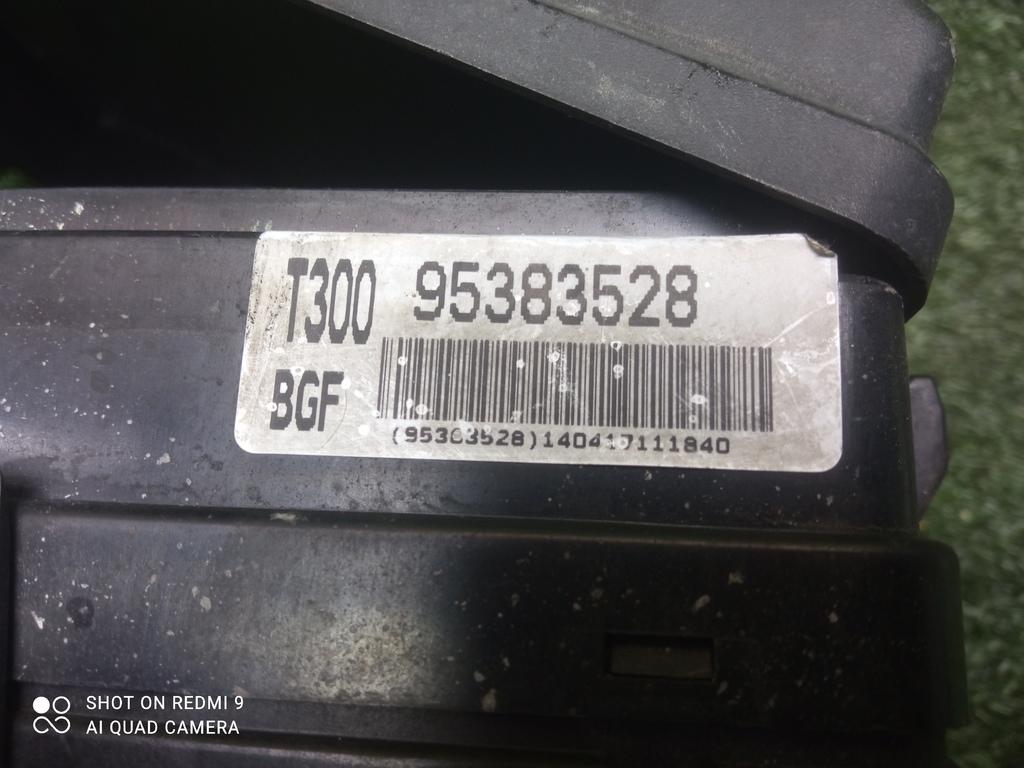 T300 95383528
BGF
(95383528)140417111840
SHOT ON REDMI 9
AI QUAD CAMERA